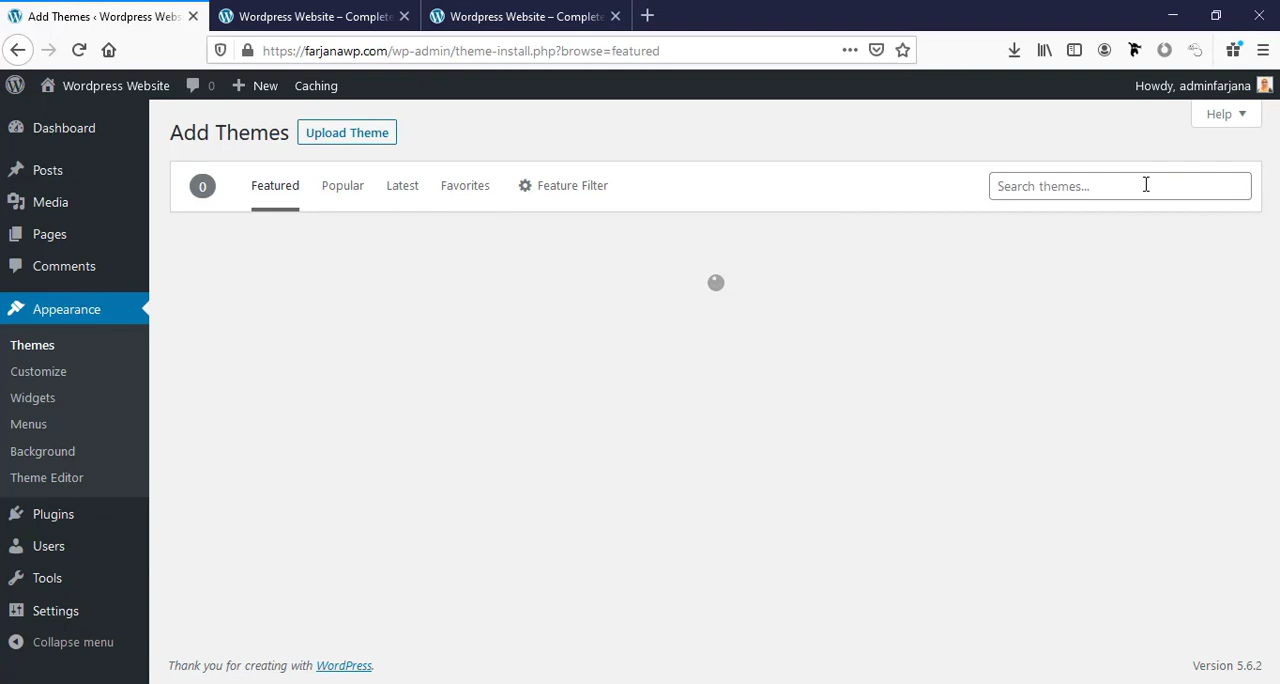 Add Themes ‹ Wordpress Webs
Wordpress Website – Complete
Wordpress Website – Complete
https://farjanawp.com/wp-admin/theme-install.php?browse=featured
Wordpress Website 0 New Caching Howdy, adminfarjana
Help
Add Themes Upload Theme
0 Featured Popular Latest Favorites Feature Filter Search themes...
Dashboard
Posts
Media
Pages
Comments
Appearance
Themes
Customize
Widgets
Menus
Background
Theme Editor
Plugins
Users
Tools
Settings
Collapse menu
Thank you for creating with WordPress. Version 5.6.2